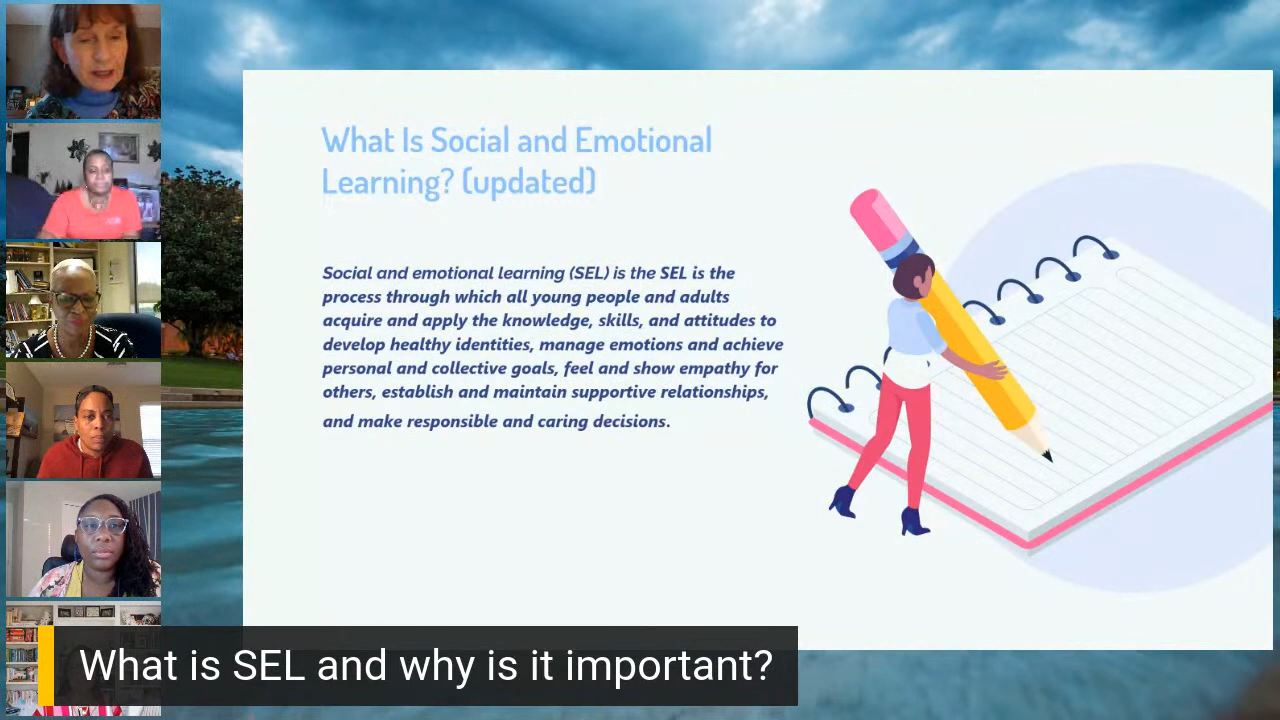 What Is Social and Emotional
Learning? (updated)
Social and emotional learning (SEL) is the SEL is the
process through which all young people and adults
acquire and apply the knowledge, skills, and attitudes to
develop healthy identities, manage emotions and achieve
personal and collective goals, feel and show empathy for
others, establish and maintain supportive relationships,
and make responsible and caring decisions.
What is SEL and why is it important?